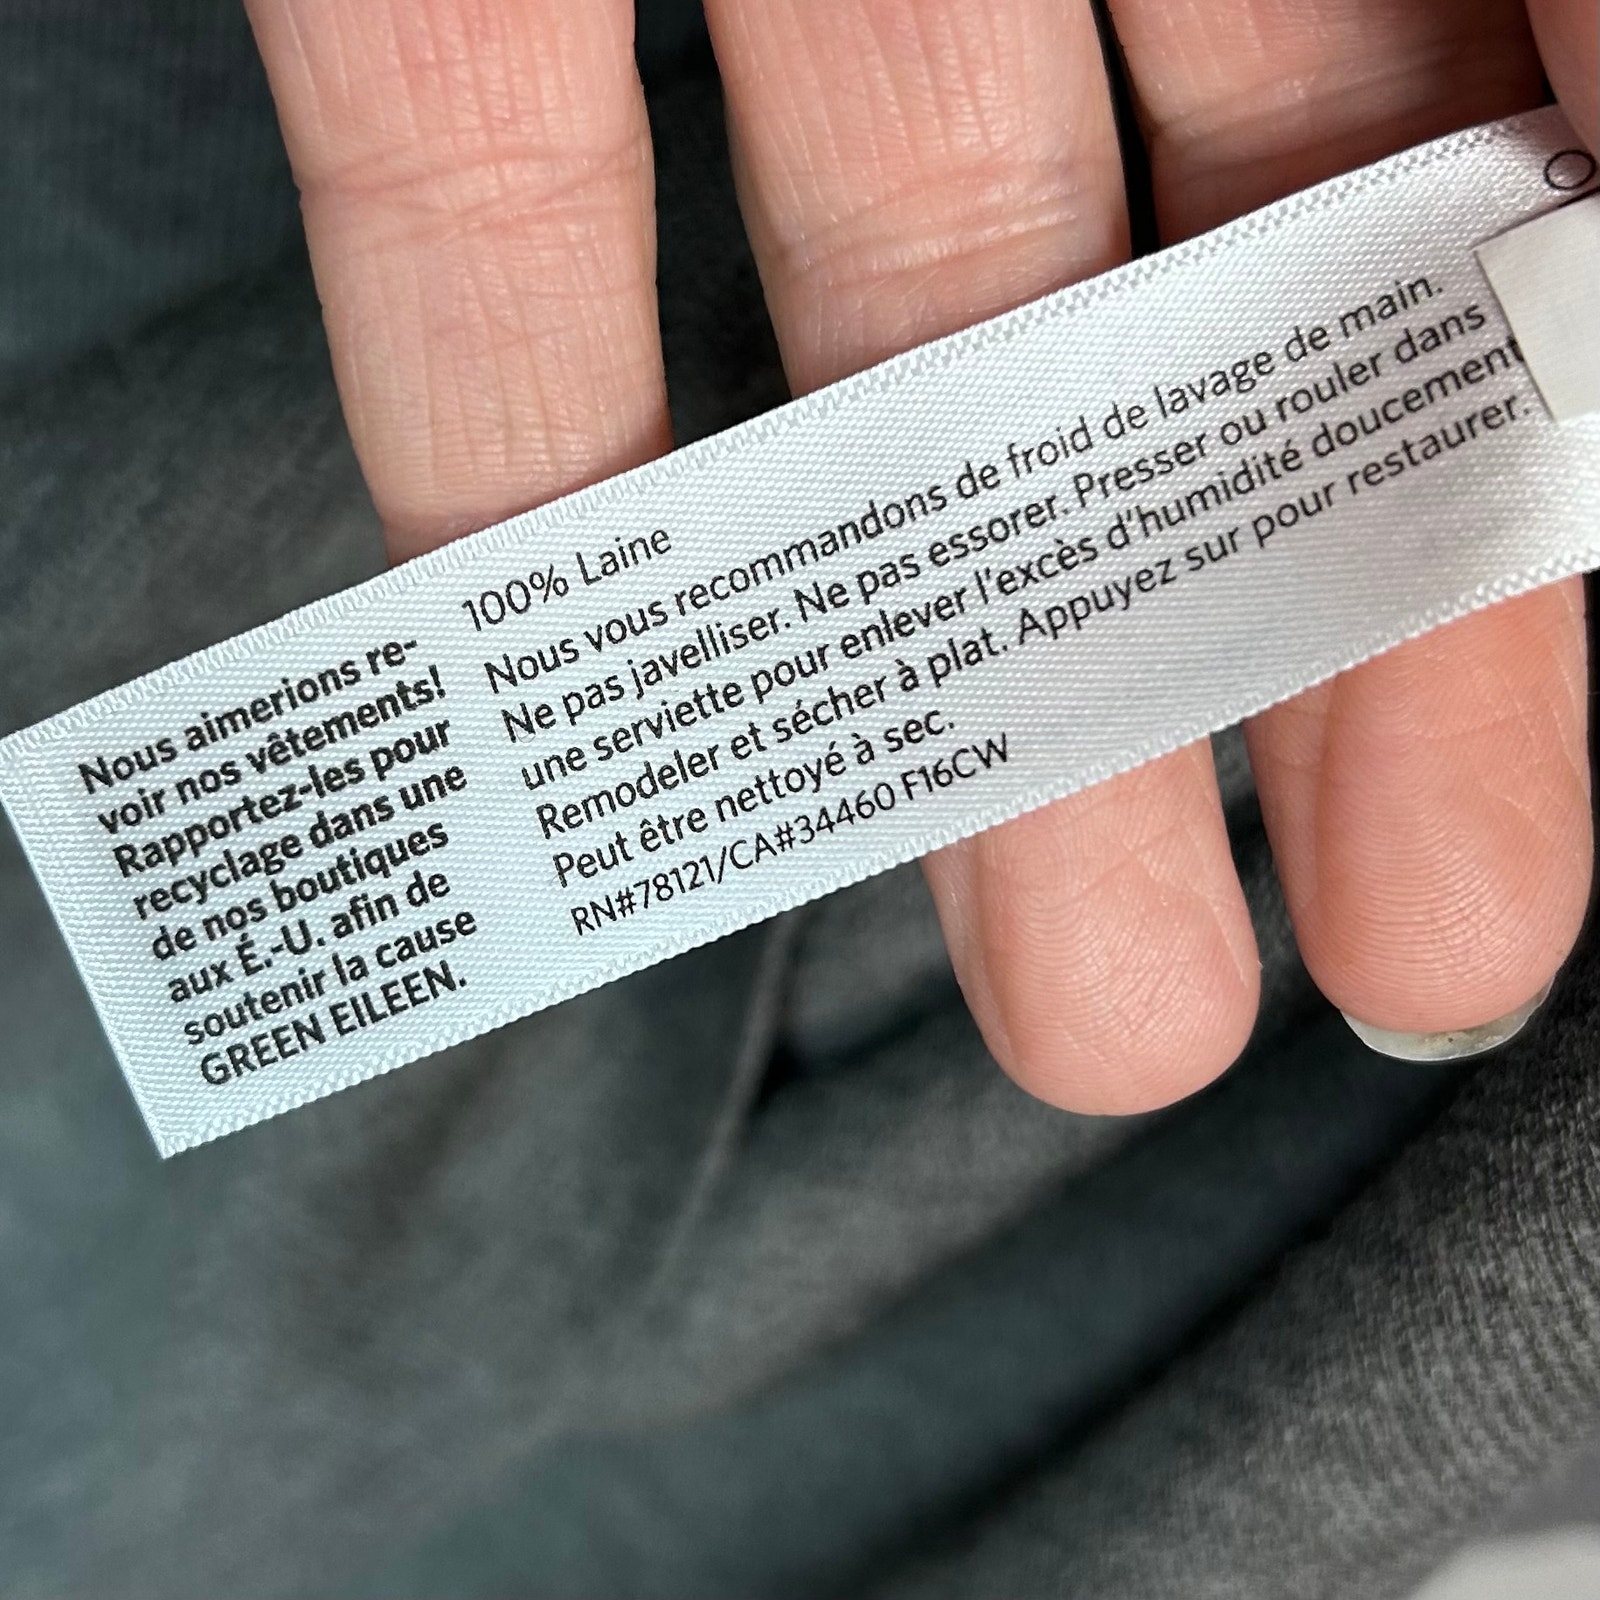 Nous aimerions re-
voir nos vêtements!
Rapportez-les pour
recyclage dans une
de nos boutiques
aux É.-U. afin de
soutenir la cause
GREEN EILEEN.
100% Laine
Nous vous recommandons de froid de lavage de main.
Ne pas javelliser. Ne pas essorer. Presser ou rouler dans
une serviette pour enlever l'excès d'humidité doucement
Remodeler et sécher à plat. Appuyez sur pour restaurer.
Peut être nettoyé à sec.
RN#78121/CA#34460 F16CW